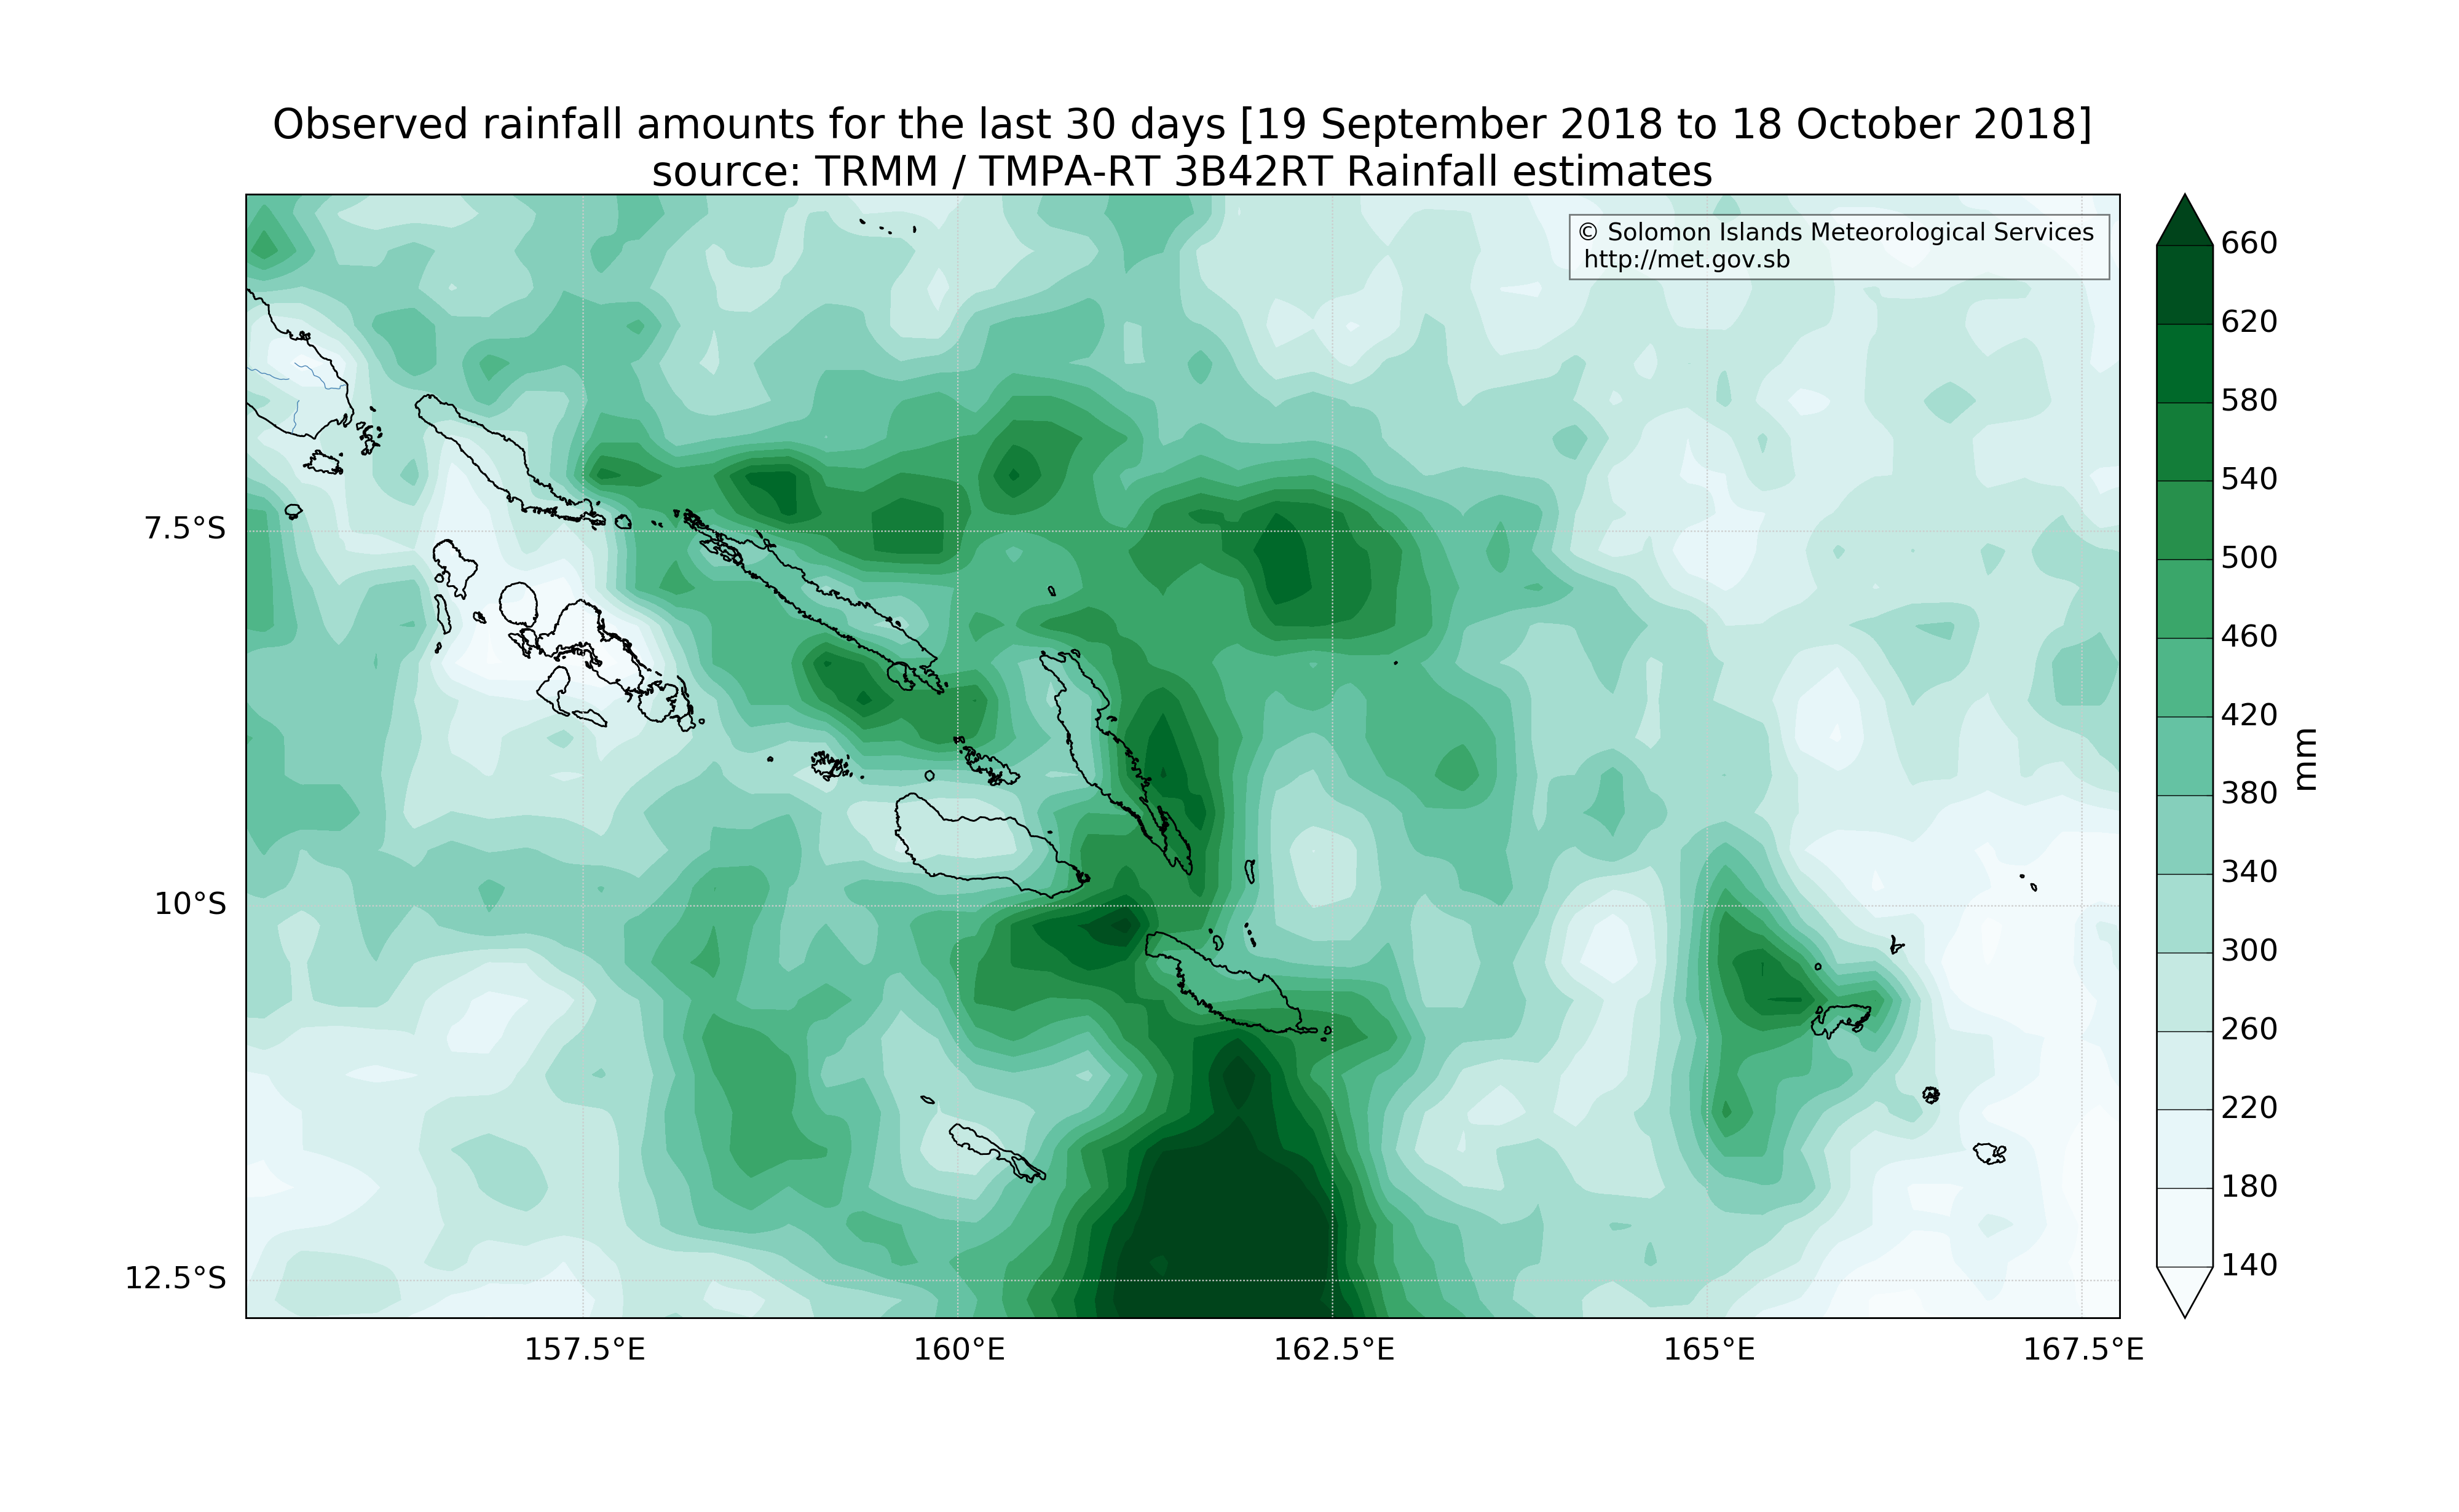 Observed rainfall amounts for the last 30 days [19 September 2018 to 18 October 2018]
source: TRMM / TMPA-RT 3B42RT Rainfall estimates
© Solomon Islands Meteorological Services
http://met.gov.sb
7.5°S
10°S
12.5°S
157.5°E
160°E
162.5°E
165°E
167.5°E
660
620
580
540
500
460
420
380
340
300
260
220
180
140
mm